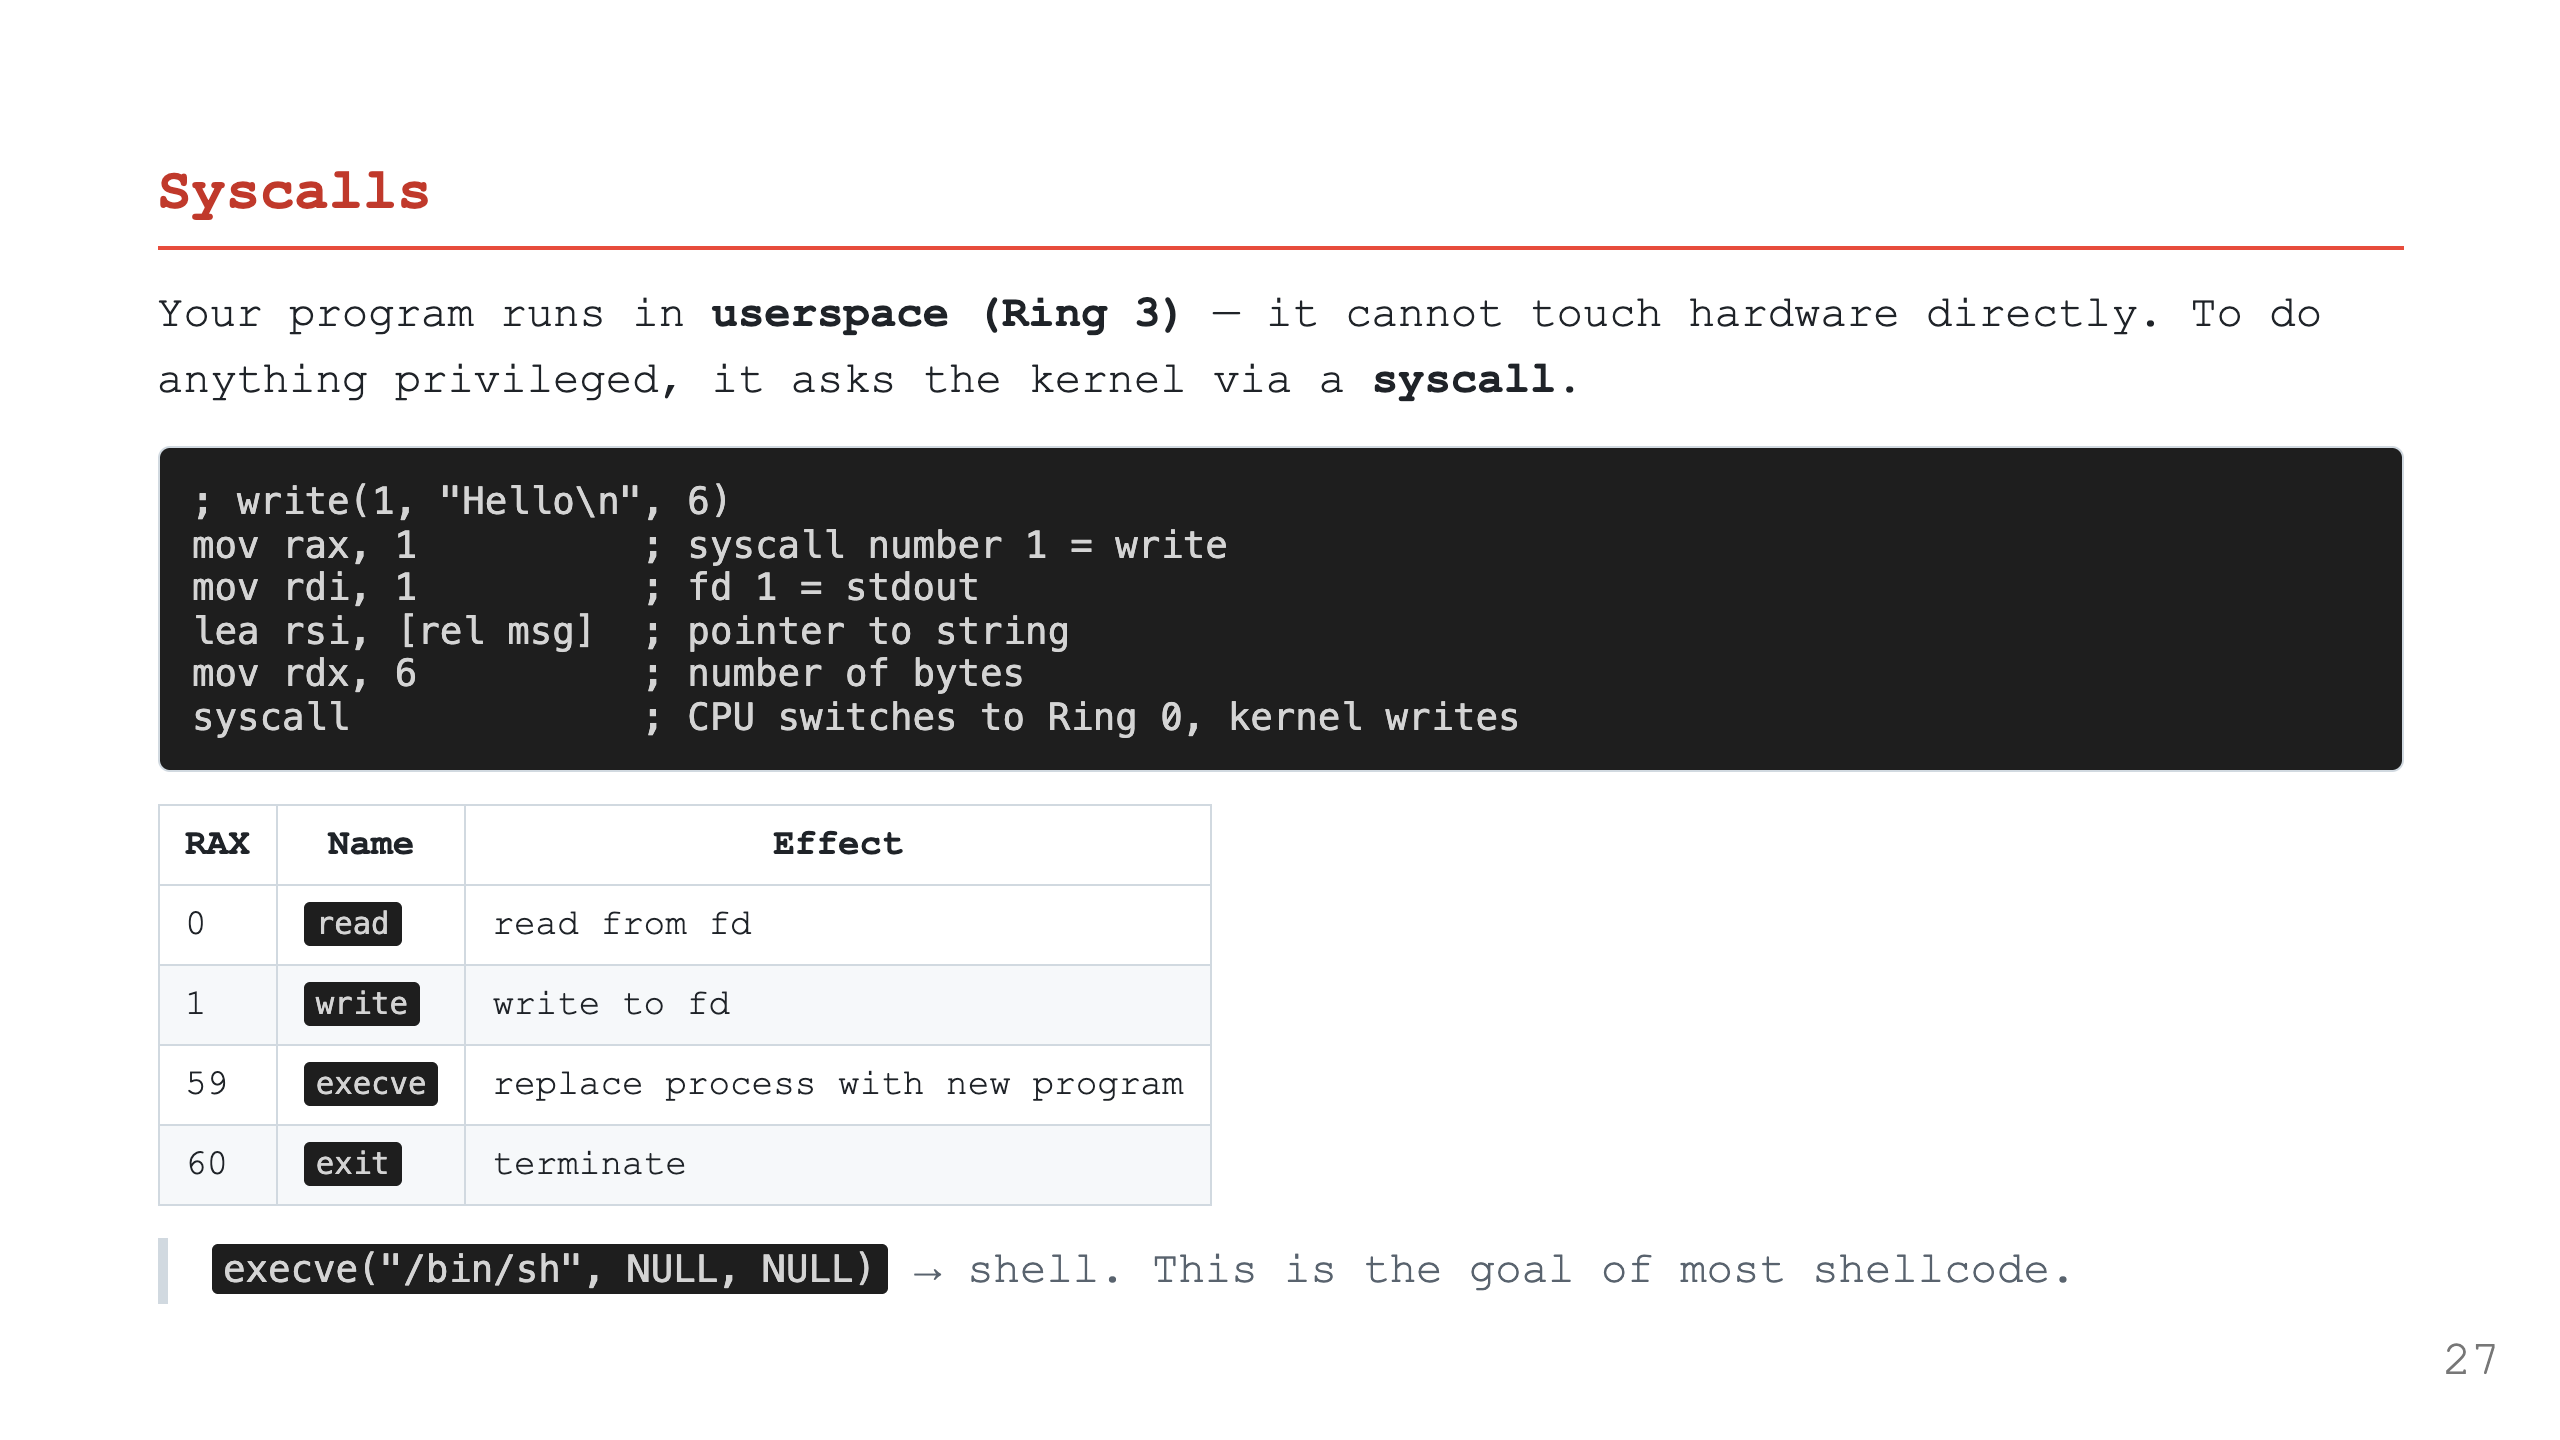 Syscalls
Your program runs in userspace (Ring 3) — it cannot touch hardware directly. To do
anything privileged, it asks the kernel via a syscall.
; write(1, "Hello\n", 6)
mov rax, 1          ; syscall number 1 = write
mov rdi, 1          ; fd 1 = stdout
lea rsi, [rel msg]  ; pointer to string
mov rdx, 6          ; number of bytes
syscall             ; CPU switches to Ring 0, kernel writes
RAX Name Effect
0 read read from fd
1 write write to fd
59 execve replace process with new program
60 exit terminate
execve("/bin/sh", NULL, NULL) → shell. This is the goal of most shellcode.
27